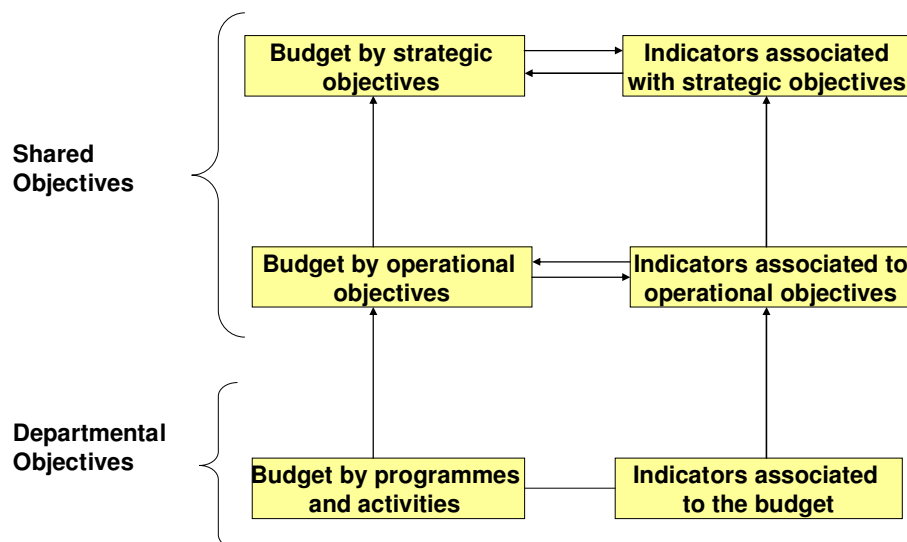 Budget by strategic
objectives
Indicators associated
with strategic objectives
Shared
Objectives
Budget by operational
objectives
Indicators associated to
operational objectives
Departmental
Objectives
Budget by programmes
and activities
Indicators associated
to the budget